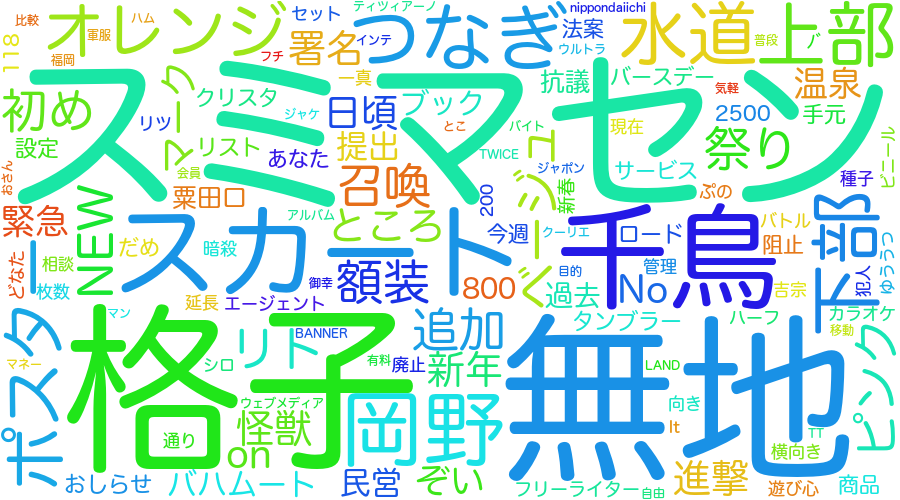 比較 ハム ティツィアーノ nippondaiichi
118 オレンジ 軍服 セット インテ つなぎ 法案 水道 上部
福岡 署名 フチ ウルトラ 普段 バ
スミマセン
初め マーク クリスタ 一真 抗議 バースデー 温泉
設定 リツ リスト 日頃 ブック 2500 手元
ジャケ とこ バイト 現在 気軽 祭り
あなた 提出 TWICE ジャポン サービス ビニール
おさん 会員 粟田口 召喚 200 新春 ぷの 種子
緊急 NEW スカート ところ アルバム 今週 ベージュ 千鳥 ロード バトル 下部
どなた 一 だめ 暗殺 クーリエ 阻止 ゆううつ
相談 御幸 額装 800 目的 No 管理 犯人
枚数 延長 エージェント 過去 吉宗
マネー マン BANNER 追加 タンブラー ハーフ カラオケ
ポスタ 格子 リト 廃止 有料 無地 移動
シロ 新年 LAND ピンク
ウェブメディア 岡野 向き
通り 怪獣 It 丌
on 横向き
おしらせ バハムート 民営 ぞい フリーライター 自由 進撃 遊び心 商品